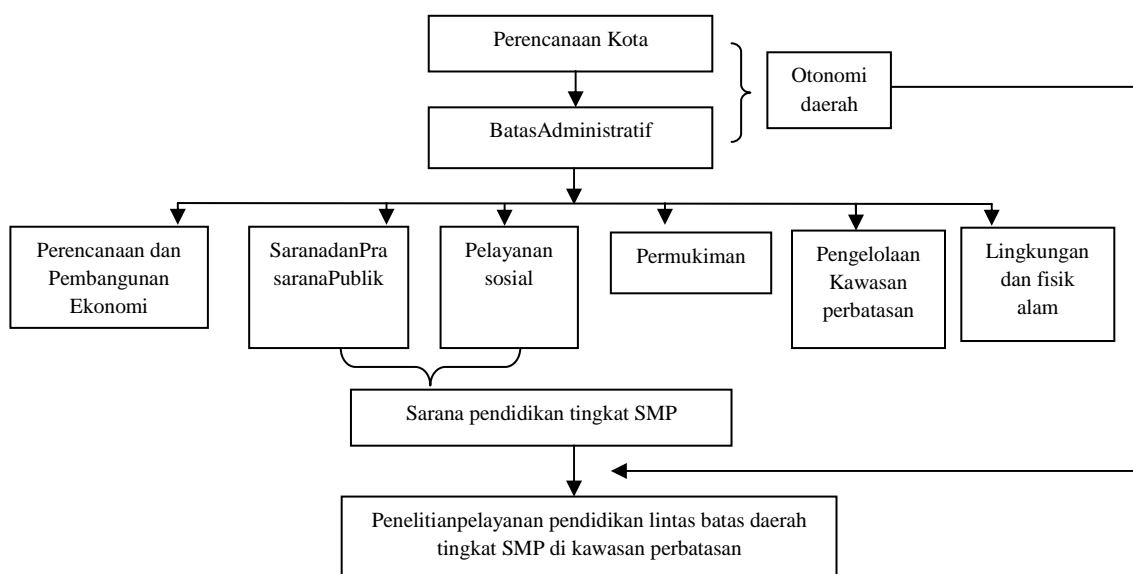 Perencanaan Kota
Otonomi
daerah
BatasAdministratif
Perencanaan dan
Pembangunan
Ekonomi
SaranadanPra
saranaPublik
Pelayanan
sosial
Permukiman
Pengelolaan
Kawasan
perbatasan
Lingkungan
dan fisik
alam
Sarana pendidikan tingkat SMP
Penelitianpelayanan pendidikan lintas batas daerah
tingkat SMP di kawasan perbatasan